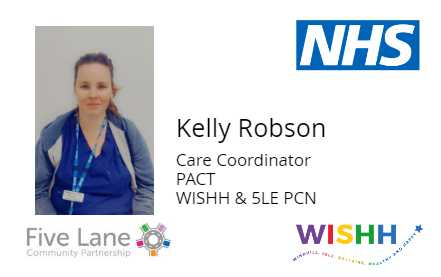 NHS
Kelly Robson
Care Coordinator
PACT
WISHH & 5LE PCN
Five Lane
Community Partnership
WISHH